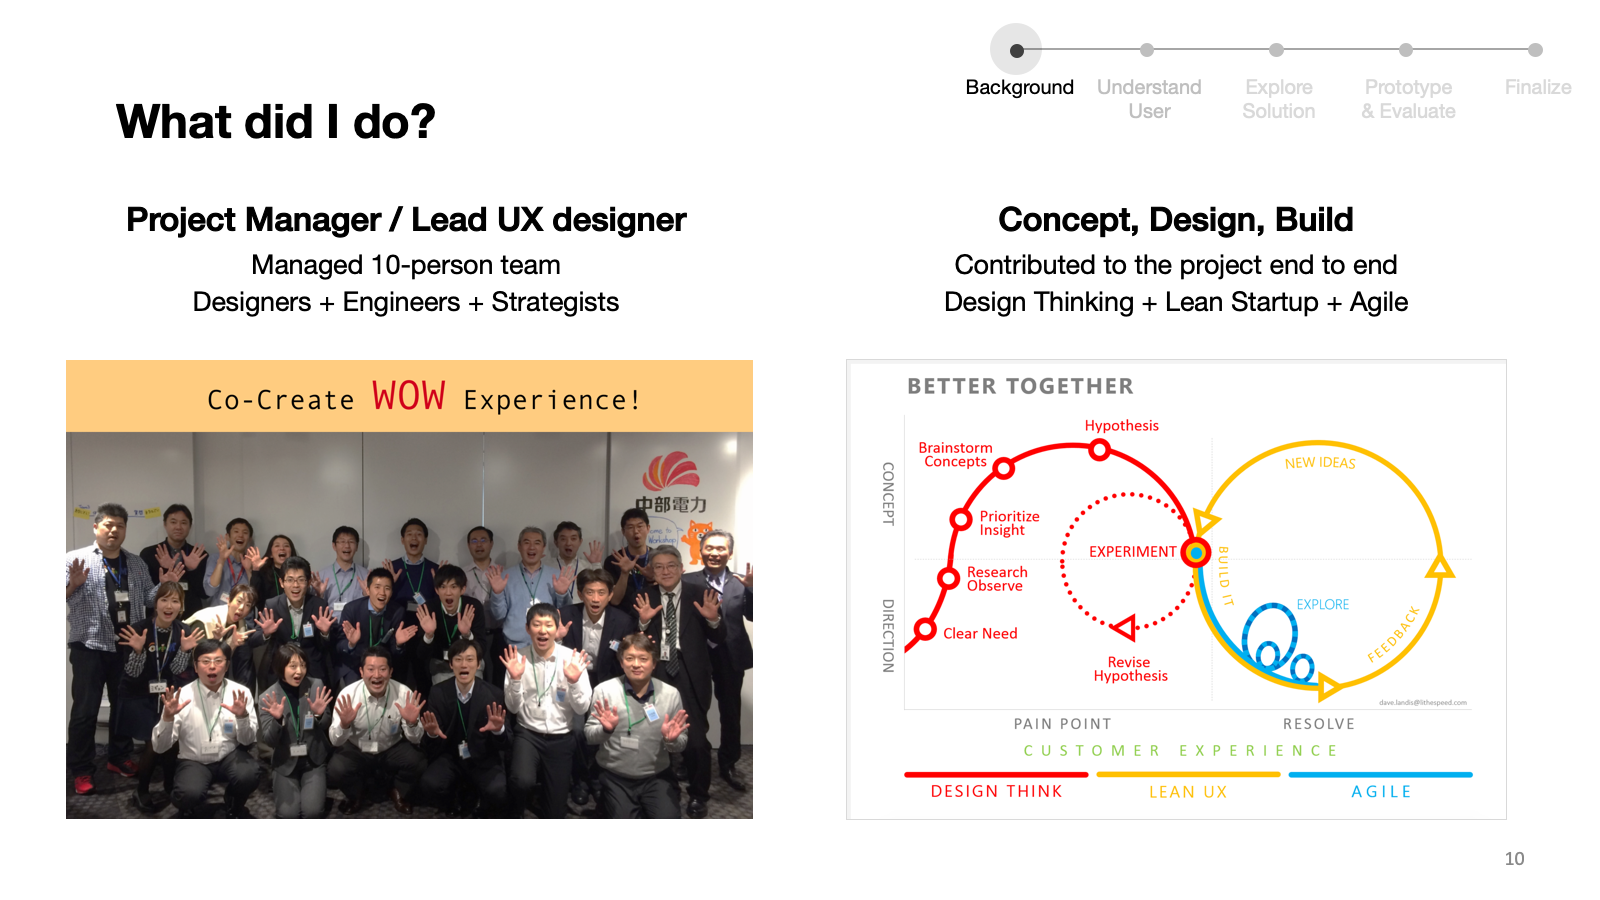 Background
Understand
User
Explore
Solution
Prototype
& Evaluate
Finalize
What did I do?
Project Manager / Lead UX designer
Managed 10-person team
Designers + Engineers + Strategists
Concept, Design, Build
Contributed to the project end to end
Design Thinking + Lean Startup + Agile
Co-Create WOW Experience!
中部電力
BETTER TOGETHER
CONCEPT
DIRECTION
Hypothesis
Brainstorm
Concepts
Prioritize
Insight
Research
Observe
Clear Need
EXPERIMENT
Revise
Hypothesis
NEW IDEAS
BUILD IT
EXPLORE
FEEDBACK
dave.landis@lithespeed.com
PAIN POINT
RESOLVE
CUSTOMER EXPERIENCE
DESIGN THINK
LEAN UX
AGILE
10